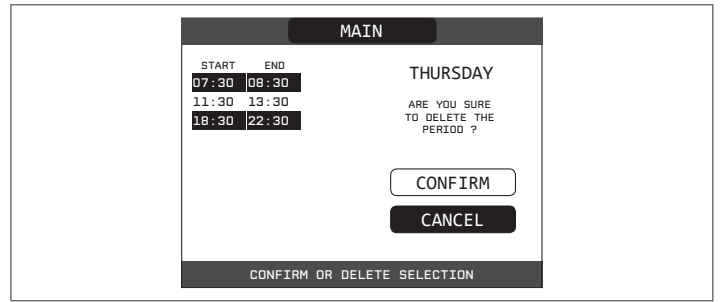 MAIN
START END
07:30 08:30
11:30 13:30
18:30 22:30
THURSDAY
ARE YOU SURE
TO DELETE THE
PERIOD ?
CONFIRM
CANCEL
CONFIRM OR DELETE SELECTION